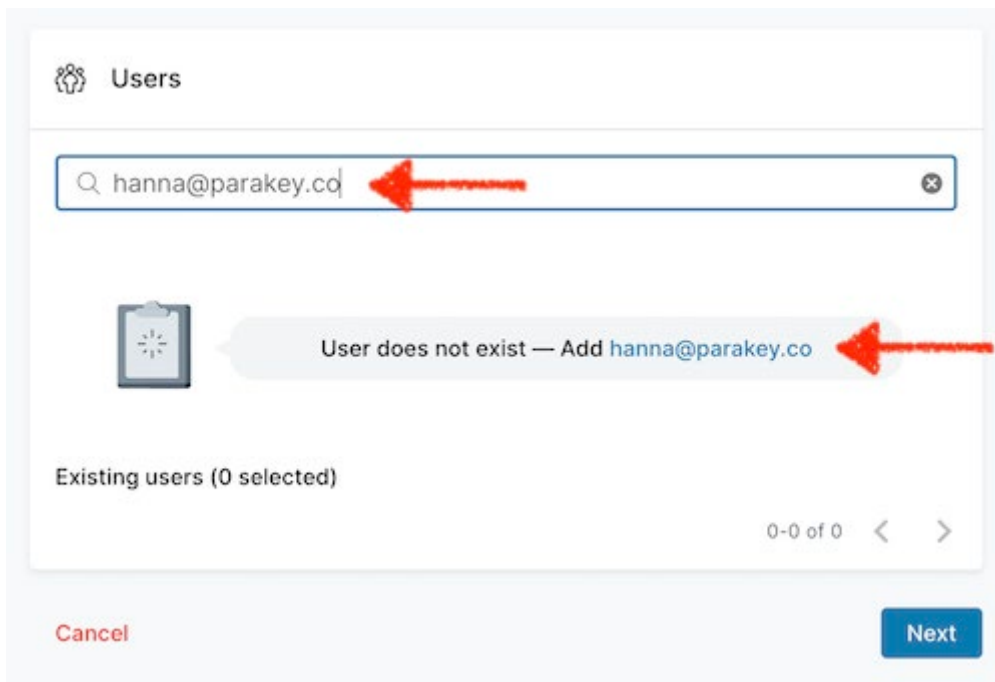 Users
hanna@parakey.co
User does not exist — Add hanna@parakey.co
Existing users (0 selected)
0-0 of 0
Cancel
Next